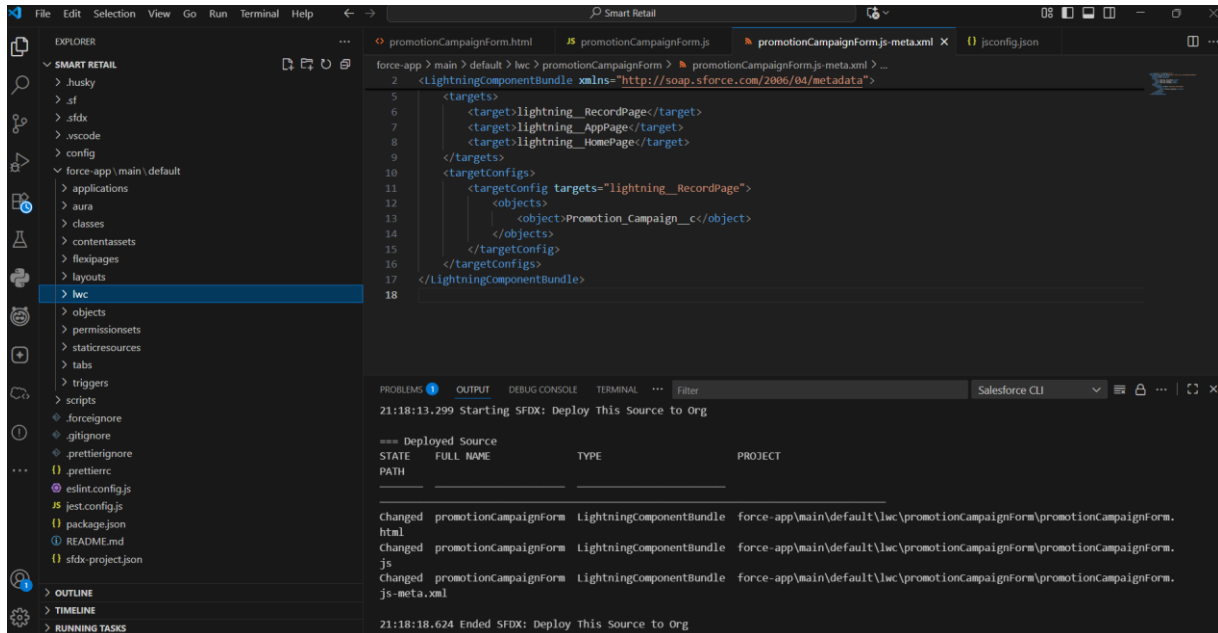 File Edit Selection View Go Run Terminal Help
Smart Retail
EXPLORER
SMART RETAIL
.husky
.sf
.sfdx
.vscode
config
force-app\main\default
applications
aura
classes
contentassets
flexipages
layouts
lwc
objects
permissionsets
staticresources
tabs
triggers
scripts
.forceignore
.gitignore
.prettierignore
{} .prettierrc
eslint.config.js
JS jest.config.js
{} package.json
README.md
{} sfdx-project.json
OUTLINE
TIMELINE
RUNNING TASKS
promotionCampaignForm.html JS promotionCampaignForm.js promotionCampaignForm.js-meta.xml {} jsconfig.json
force-app > main > default > lwc > promotionCampaignForm > promotionCampaignForm.js-meta.xml > ...
2 <LightningComponentBundle xmlns="http://soap.sforce.com/2006/04/metadata">
5 <targets>
6 <target>lightning__RecordPage</target>
7 <target>lightning__AppPage</target>
8 <target>lightning__HomePage</target>
9 </targets>
10 <targetConfigs>
11 <targetConfig targets="lightning__RecordPage">
12 <objects>
13 <object>Promotion_Campaign__c</object>
14 </objects>
15 </targetConfig>
16 </targetConfigs>
17 </LightningComponentBundle>
18
PROBLEMS 1 OUTPUT DEBUG CONSOLE TERMINAL ... Filter Salesforce CLI
21:18:13.299 Starting SFDX: Deploy This Source to Org
=== Deployed Source
STATE FULL NAME TYPE PROJECT
PATH
Changed promotionCampaignForm LightningComponentBundle force-app\main\default\lwc\promotionCampaignForm\promotionCampaignForm.
html
Changed promotionCampaignForm LightningComponentBundle force-app\main\default\lwc\promotionCampaignForm\promotionCampaignForm.
js
Changed promotionCampaignForm LightningComponentBundle force-app\main\default\lwc\promotionCampaignForm\promotionCampaignForm.
js-meta.xml
21:18:18.624 Ended SFDX: Deploy This Source to Org